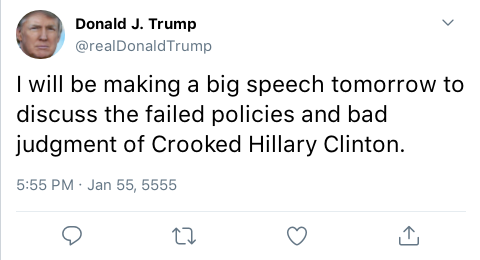 Donald J. Trump
@realDonaldTrump
I will be making a big speech tomorrow to
discuss the failed policies and bad
judgment of Crooked Hillary Clinton.
5:55 PM · Jan 55, 5555